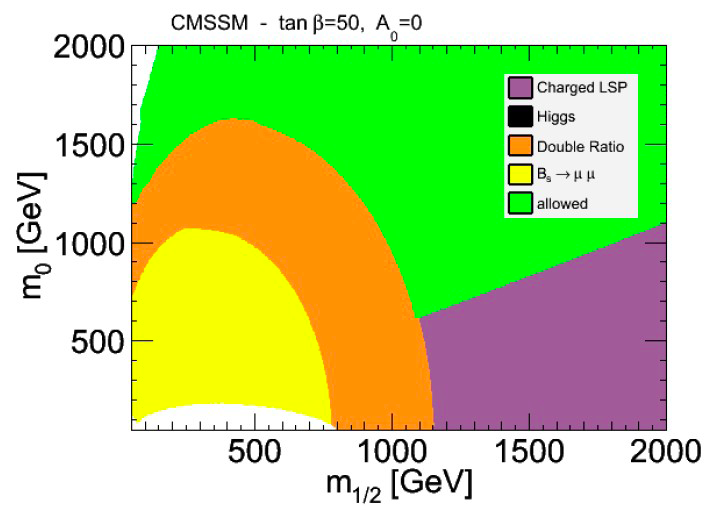 CMSSM - tan β=50, A₀=0
2000
1500
1000
500
m₀ [GeV]
Charged LSP
Higgs
Double Ratio
Bₛ → μ μ
allowed
500 1000 1500 2000
m₁/₂ [GeV]